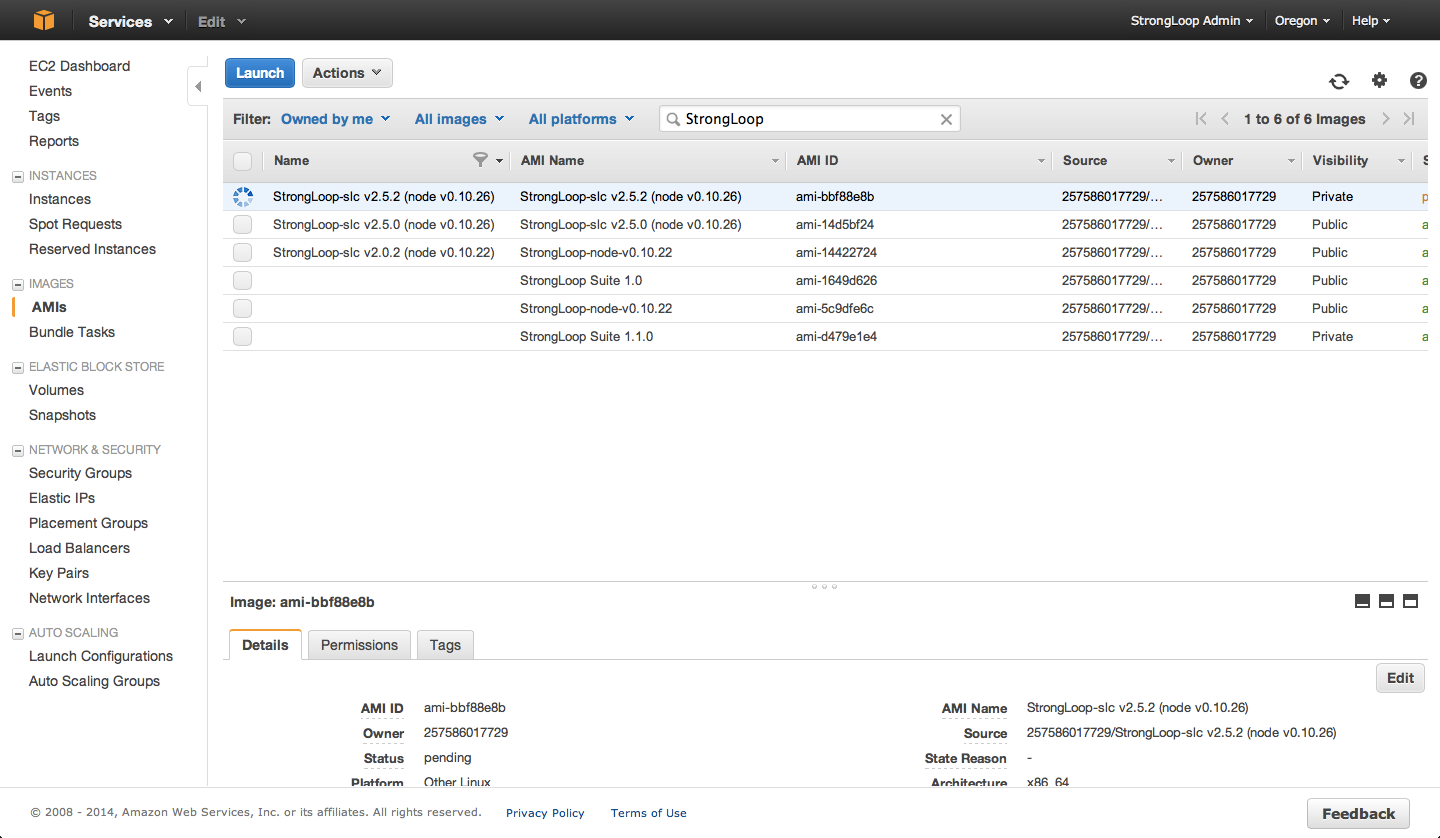 Services Edit StrongLoop Admin Oregon Help
EC2 Dashboard
Events
Tags
Reports
INSTANCES
Instances
Spot Requests
Reserved Instances
IMAGES
AMIs
Bundle Tasks
ELASTIC BLOCK STORE
Volumes
Snapshots
NETWORK & SECURITY
Security Groups
Elastic IPs
Placement Groups
Load Balancers
Key Pairs
Network Interfaces
AUTO SCALING
Launch Configurations
Auto Scaling Groups
Launch Actions
Filter: Owned by me All images All platforms StrongLoop 1 to 6 of 6 Images
Name AMI Name AMI ID Source Owner Visibility S
StrongLoop-slc v2.5.2 (node v0.10.26) StrongLoop-slc v2.5.2 (node v0.10.26) ami-bbf88e8b 257586017729/... 257586017729 Private p
StrongLoop-slc v2.5.0 (node v0.10.26) StrongLoop-slc v2.5.0 (node v0.10.26) ami-14d5bf24 257586017729/... 257586017729 Public a
StrongLoop-slc v2.0.2 (node v0.10.22) StrongLoop-node-v0.10.22 ami-14422724 257586017729/... 257586017729 Public a
StrongLoop Suite 1.0 ami-1649d626 257586017729/... 257586017729 Public a
StrongLoop-node-v0.10.22 ami-5c9dfe6c 257586017729/... 257586017729 Public a
StrongLoop Suite 1.1.0 ami-d479e1e4 257586017729/... 257586017729 Private a
Image: ami-bbf88e8b
Details Permissions Tags
Edit
AMI ID ami-bbf88e8b AMI Name StrongLoop-slc v2.5.2 (node v0.10.26)
Owner 257586017729 Source 257586017729/StrongLoop-slc v2.5.2 (node v0.10.26)
Status pending State Reason -
Platform Other Linux Architecture x86_64
© 2008 - 2014, Amazon Web Services, Inc. or its affiliates. All rights reserved. Privacy Policy Terms of Use Feedback